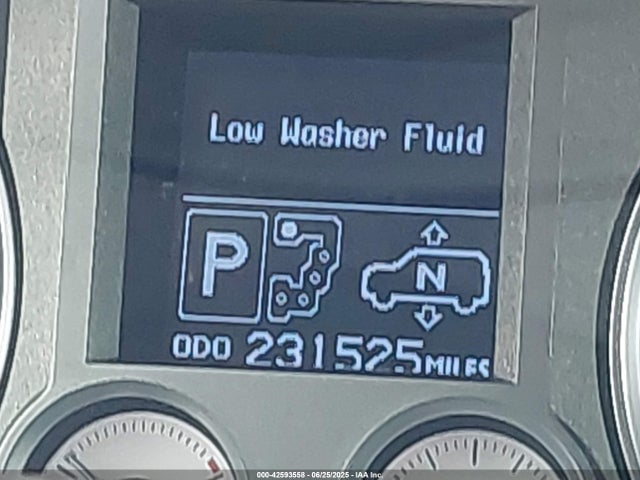 Low Washer Fluid
P N
ODO 231525 MILES
000-42593558 - 06/25/2025 - IAA Inc.